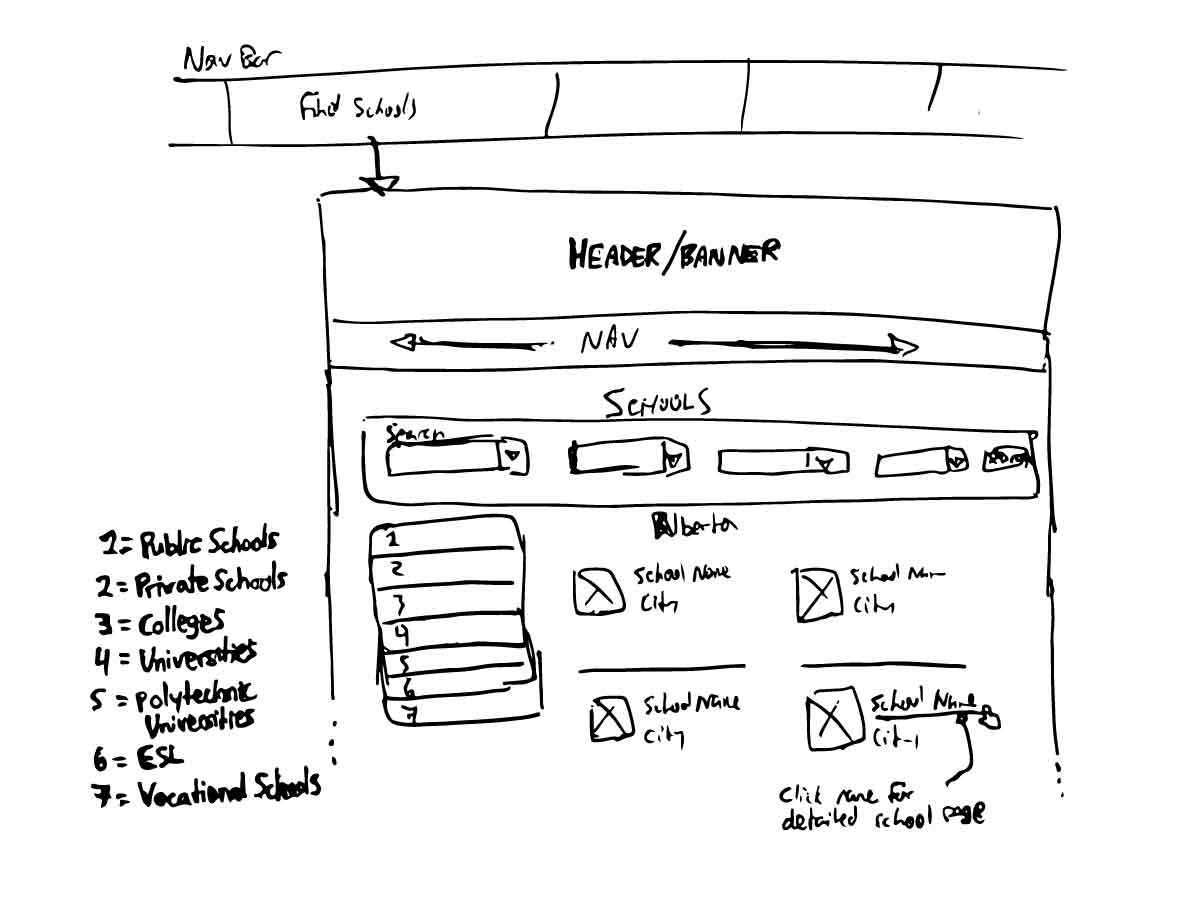 Nav Bar
Find Schools
HEADER/BANNER
NAV
SCHOOLS
Search
Alberta
1
2
3
4
5
6
7
1 = Public Schools
2 = Private Schools
3 = Colleges
4 = Universities
5 = Polytechnic
Universities
6 = ESL
7 = Vocational Schools
School Name
City
School Nam
City
School Name
City
School Name
City
Click name for
detailed school page